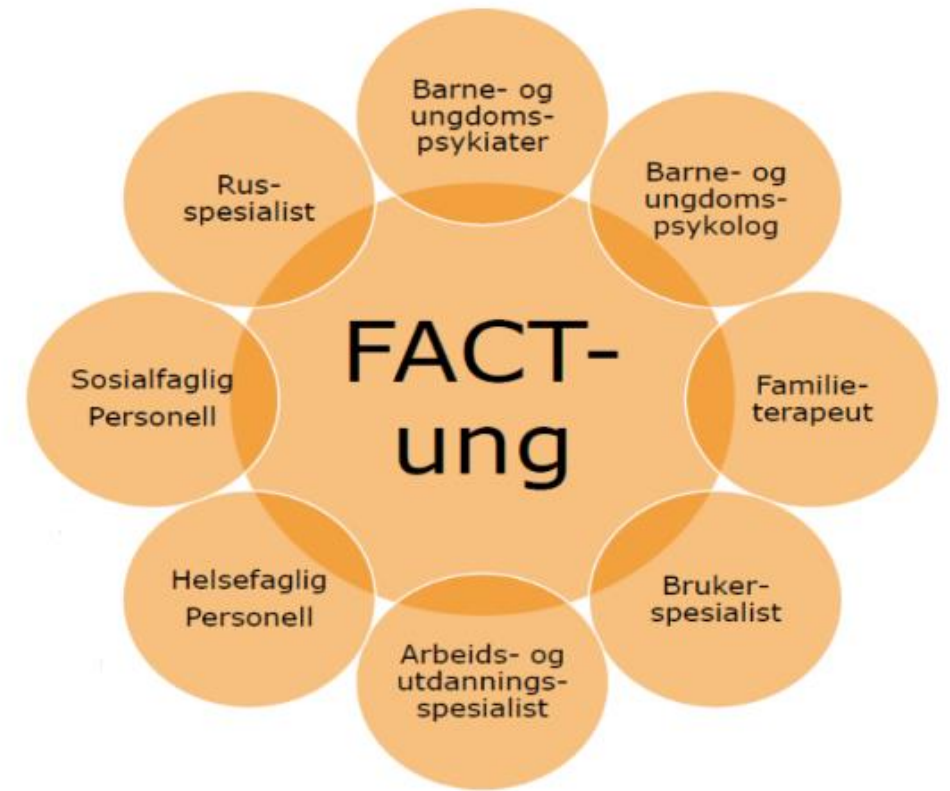 Barne- og
ungdoms-
psykiater
Barne- og
ungdoms-
psykolog
Familie-
terapeut
Bruker-
spesialist
Arbeids- og
utdannings-
spesialist
Helsefaglig
Personell
Sosialfaglig
Personell
Rus-
spesialist
FACT-
ung